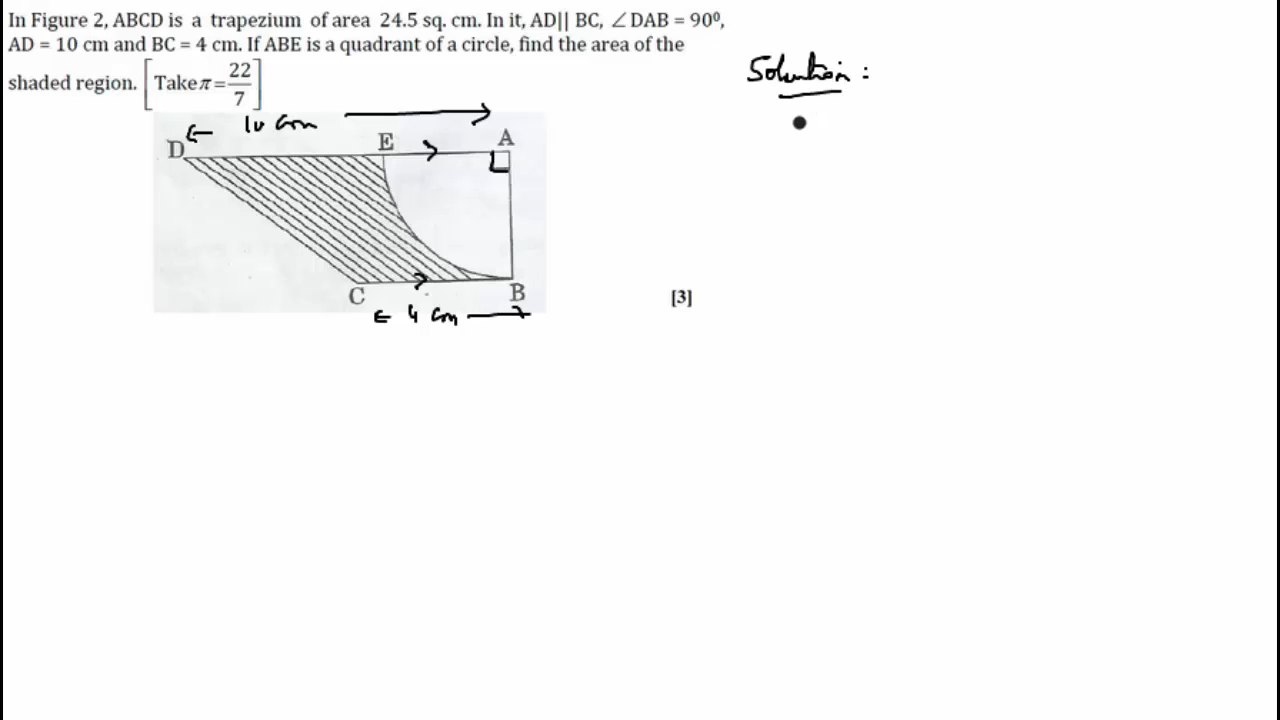 In Figure 2, ABCD is a trapezium of area 24.5 sq. cm. In it, AD|| BC, ∠DAB = 90⁰,
AD = 10 cm and BC = 4 cm. If ABE is a quadrant of a circle, find the area of the
shaded region. [Take π = 22/7]
Solution :
← 10 cm →
D E A
C B
← 4 cm →
[3]